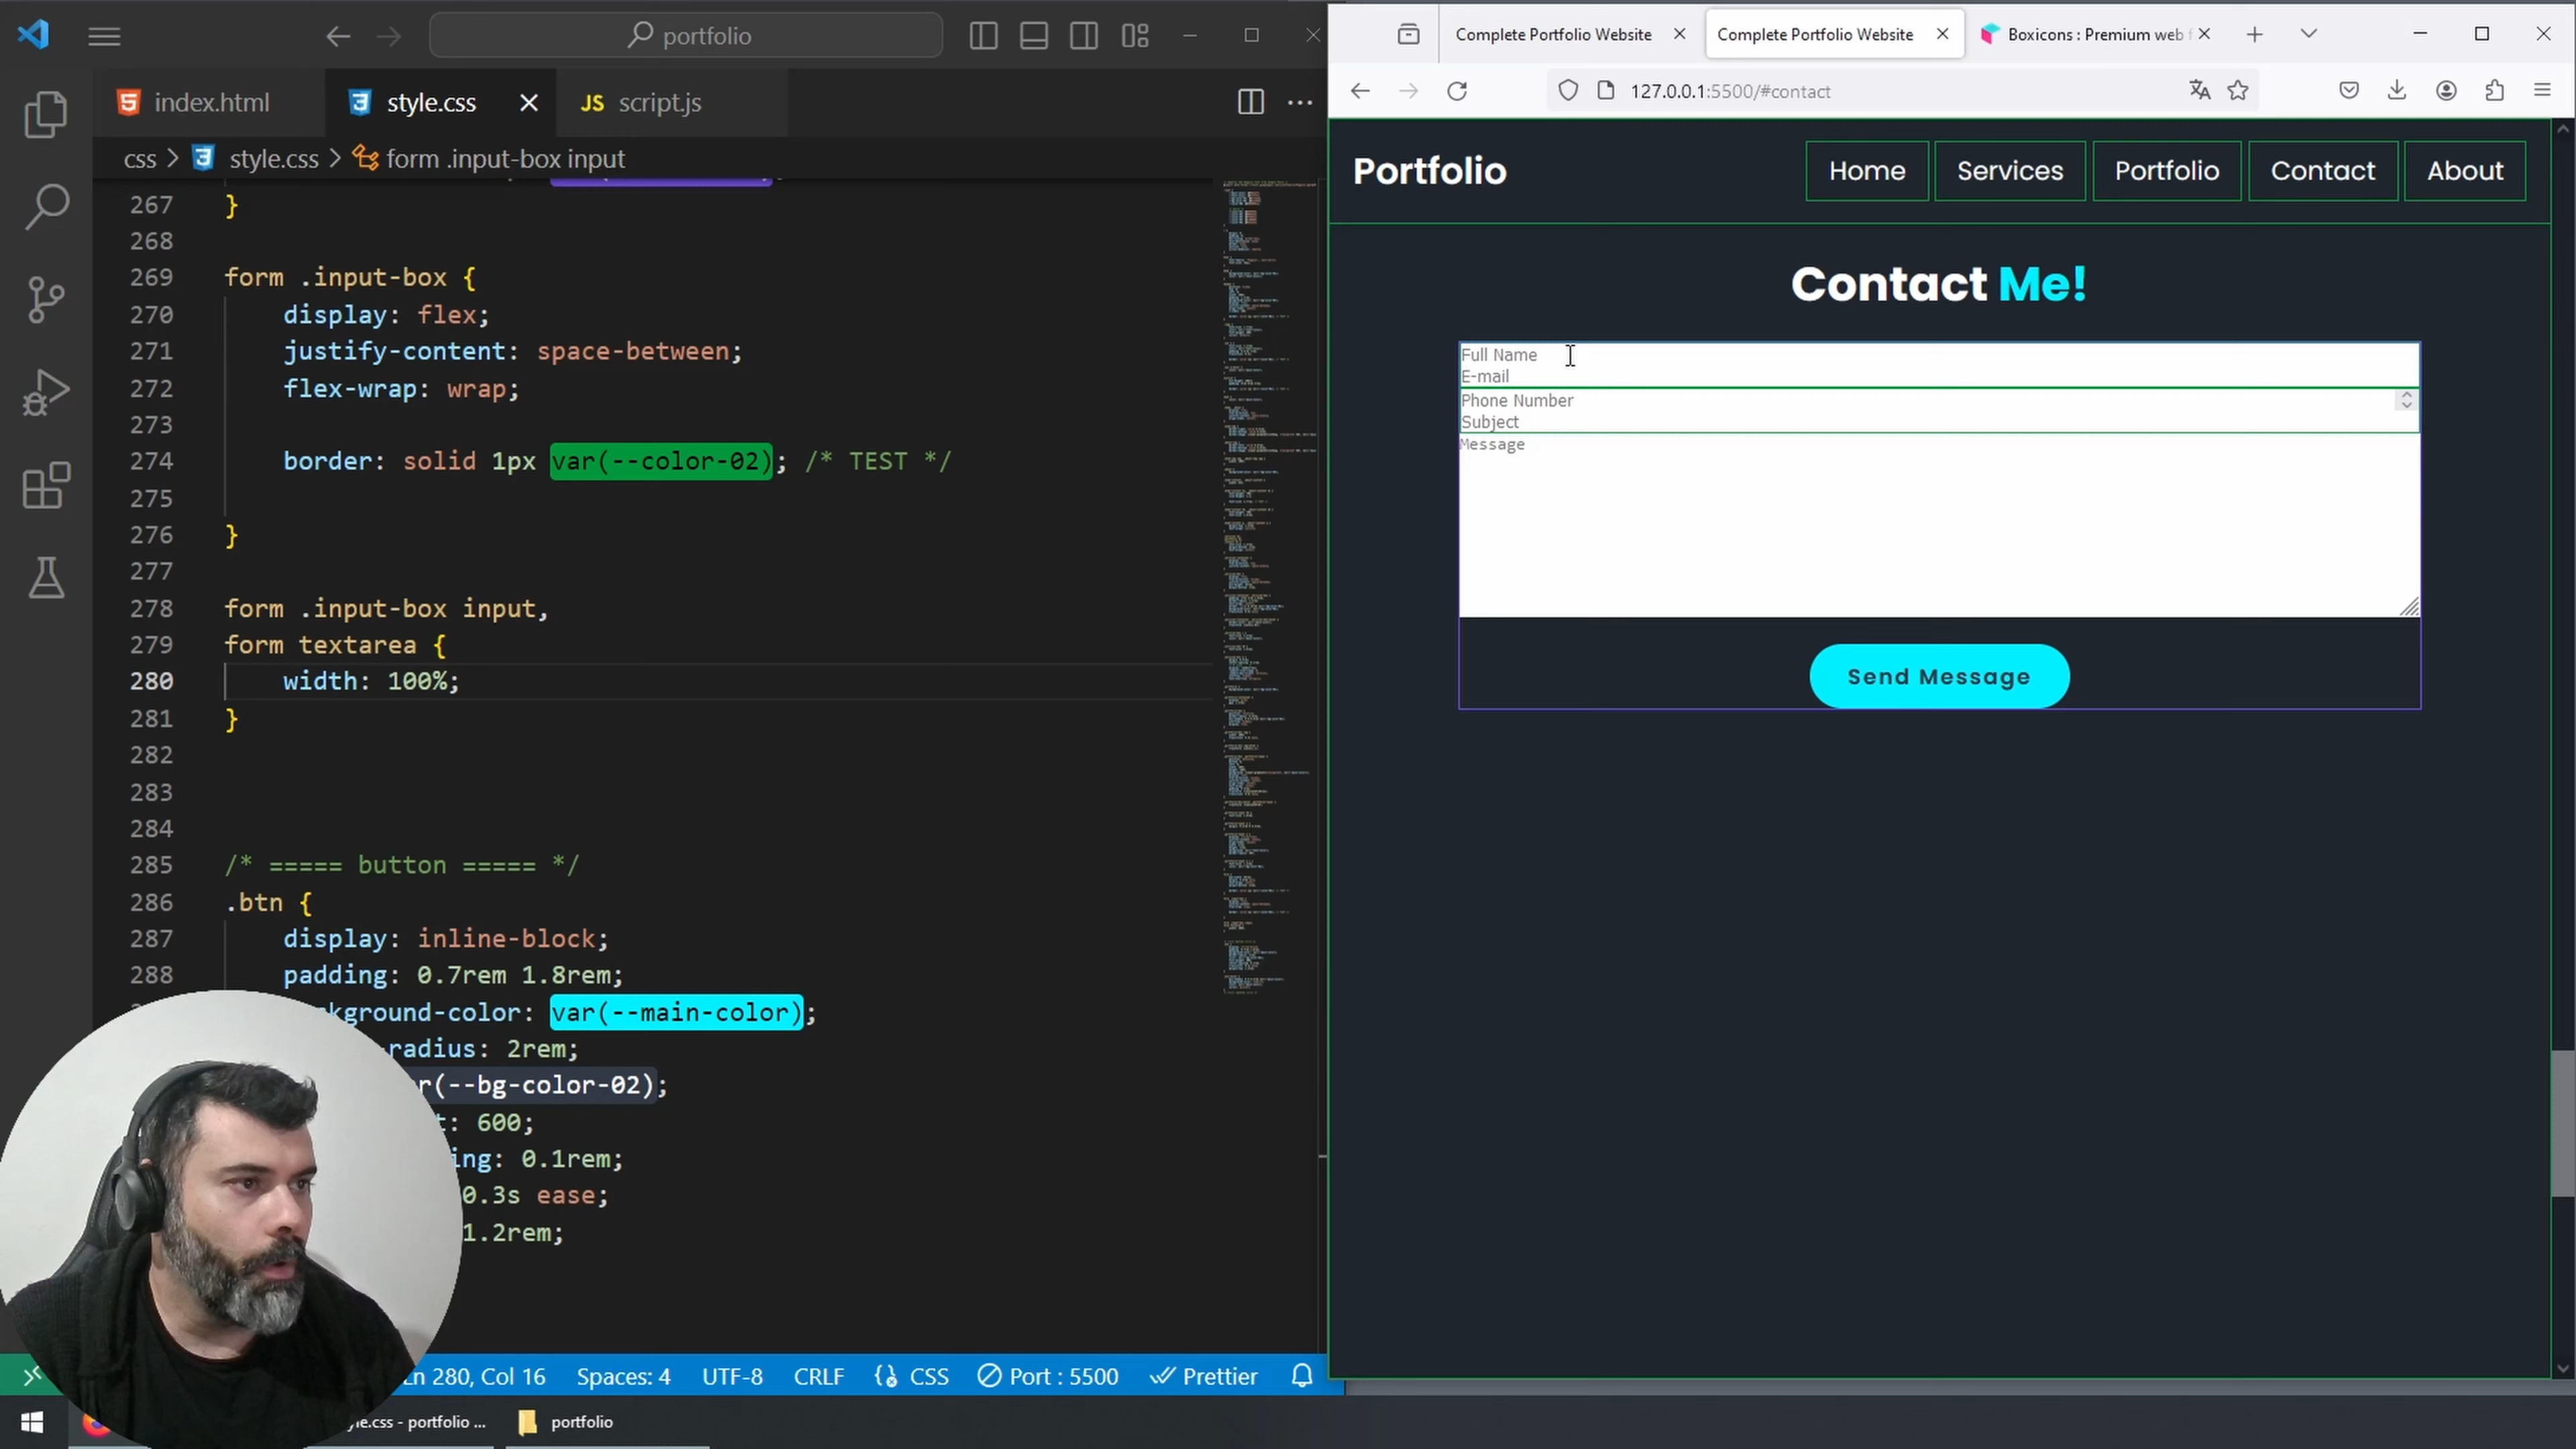 portfolio
index.html
style.css
JS script.js
css > style.css > form .input-box input
267 }
268
269 form .input-box {
270 display: flex;
271 justify-content: space-between;
272 flex-wrap: wrap;
273
274 border: solid 1px var(--color-02); /* TEST */
275
276 }
277
278 form .input-box input,
279 form textarea {
280 width: 100%;
281 }
282
283
284
285 /* ===== button ===== */
286 .btn {
287 display: inline-block;
288 padding: 0.7rem 1.8rem;
kground-color: var(--main-color);
radius: 2rem;
r(--bg-color-02);
t: 600;
ing: 0.1rem;
0.3s ease;
1.2rem;
Ln 280, Col 16 Spaces: 4 UTF-8 CRLF CSS Port : 5500 Prettier
yle.css - portfolio ...
portfolio
Complete Portfolio Website
Complete Portfolio Website
Boxicons : Premium web f
127.0.0.1:5500/#contact
Portfolio
Home
Services
Portfolio
Contact
About
Contact Me!
Full Name
E-mail
Phone Number
Subject
Message
Send Message